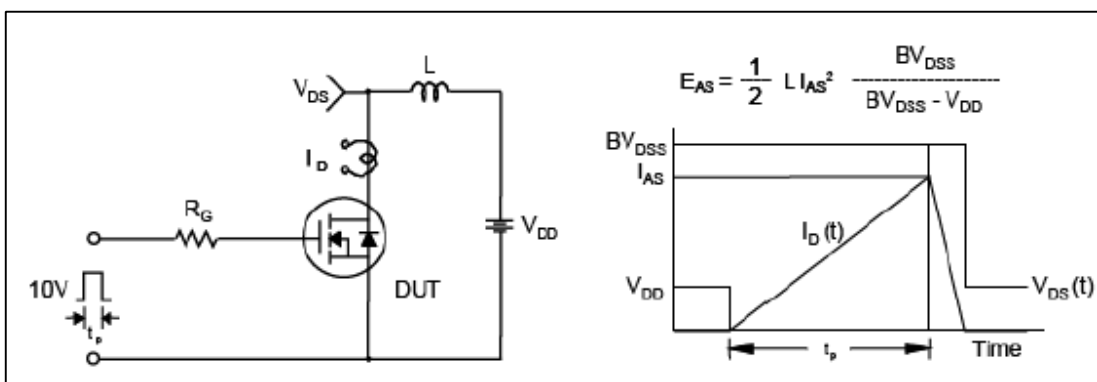 L
V_DS
I_D
R_G
V_DD
10V
DUT
t_p
E_AS = 1/2 L I_AS² BV_DSS / BV_DSS - V_DD
BV_DSS
I_AS
I_D (t)
V_DD
V_DS (t)
t_p
Time